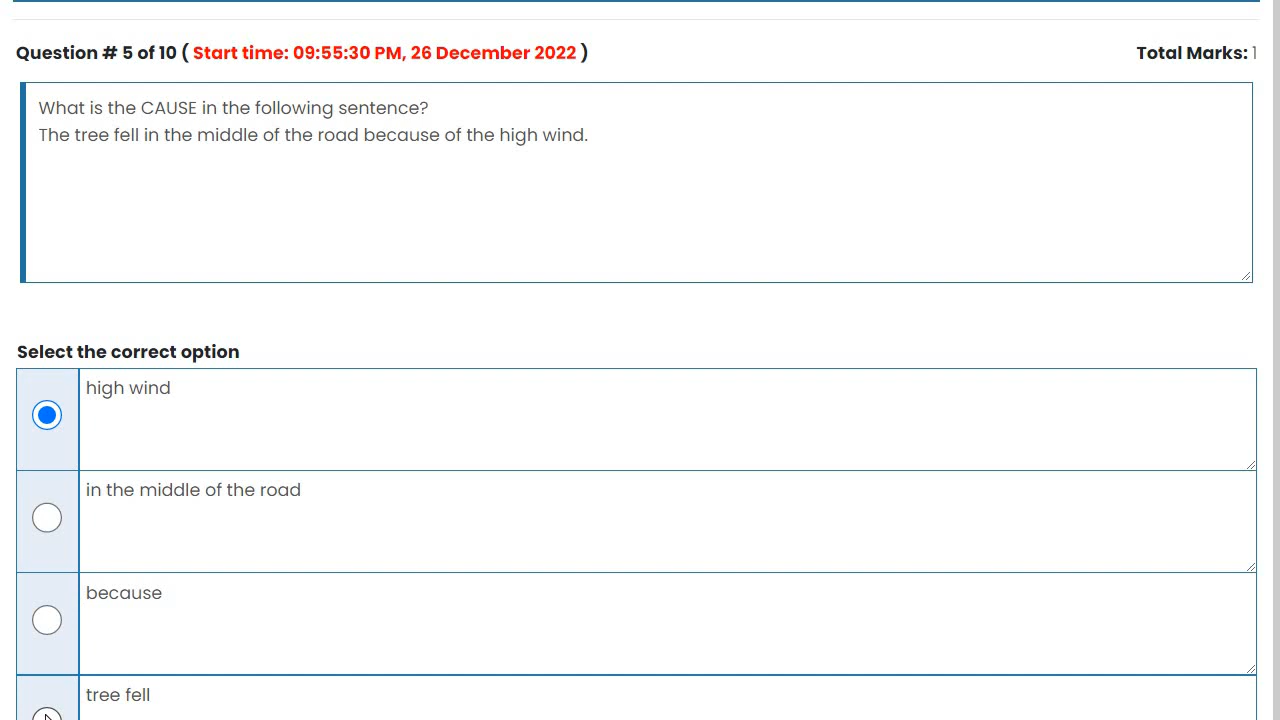 Question # 5 of 10 ( Start time: 09:55:30 PM, 26 December 2022 )
Total Marks: 1
What is the CAUSE in the following sentence?
The tree fell in the middle of the road because of the high wind.
Select the correct option
high wind
in the middle of the road
because
tree fell